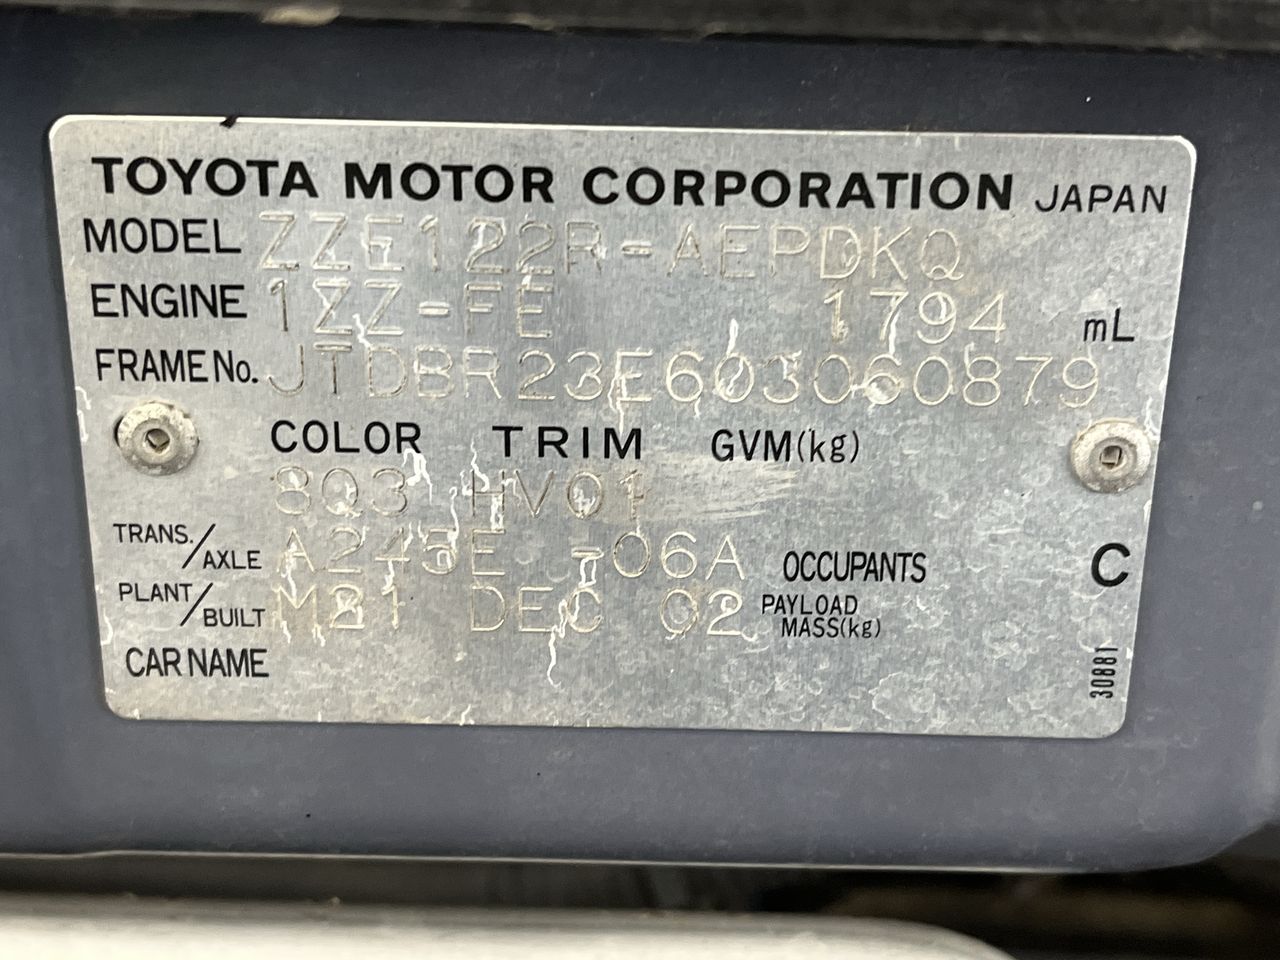 TOYOTA MOTOR CORPORATION JAPAN
MODEL ZZE122R-AEPDKQ
ENGINE 1ZZ-FE 1794 mL
FRAME No. JTDBR23E603060879
COLOR TRIM GVM(kg)
8Q3 HV01
TRANS./AXLE A245E -06A OCCUPANTS C
PLANT/BUILT M21 DEC 02 PAYLOAD MASS(kg)
CAR NAME
30881